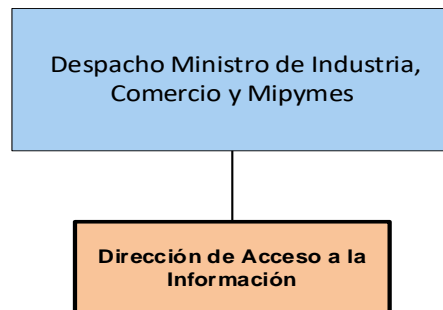 Despacho Ministro de Industria,
Comercio y Mipymes
Dirección de Acceso a la
Información